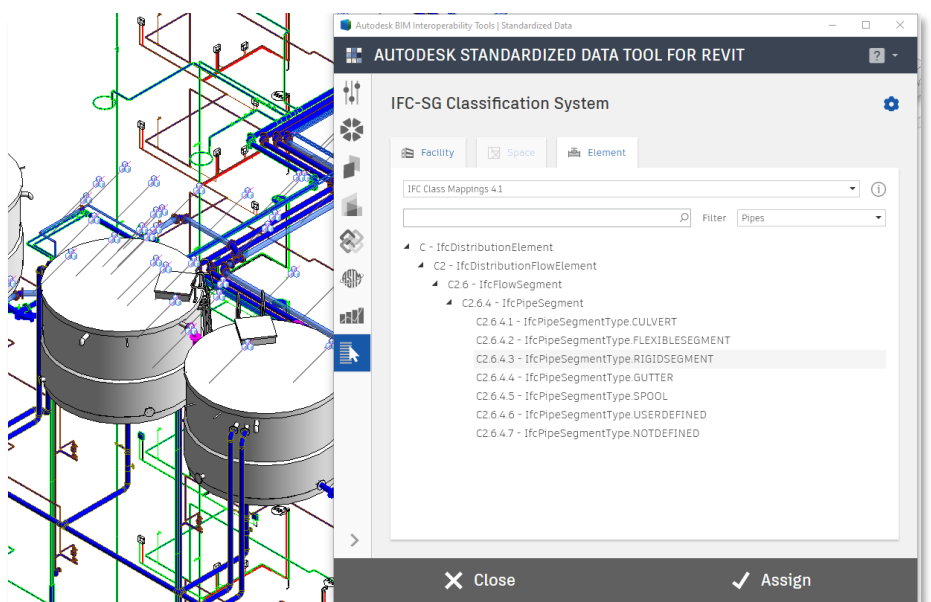 Autodesk BIM Interoperability Tools | Standardized Data
AUTODESK STANDARDIZED DATA TOOL FOR REVIT
?
IFC-SG Classification System
Facility
Space
Element
IFC Class Mappings 4.1
Filter
Pipes
C - IfcDistributionElement
C2 - IfcDistributionFlowElement
C2.6 - IfcFlowSegment
C2.6.4 - IfcPipeSegment
C2.6.4.1 - IfcPipeSegmentType.CULVERT
C2.6.4.2 - IfcPipeSegmentType.FLEXIBLESEGMENT
C2.6.4.3 - IfcPipeSegmentType.RIGIDSEGMENT
C2.6.4.4 - IfcPipeSegmentType.GUTTER
C2.6.4.5 - IfcPipeSegmentType.SPOOL
C2.6.4.6 - IfcPipeSegmentType.USERDEFINED
C2.6.4.7 - IfcPipeSegmentType.NOTDEFINED
Close
Assign